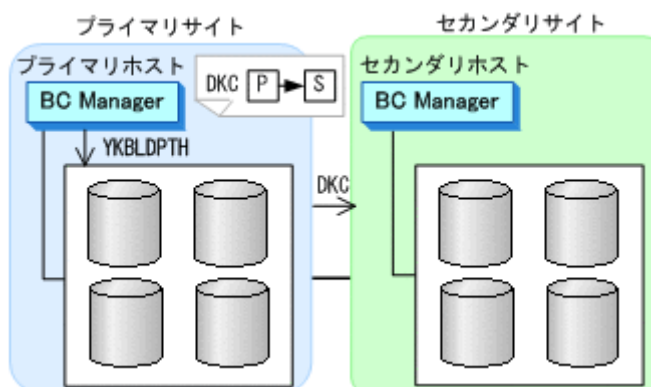 プライマリサイト
セカンダリサイト
プライマリホスト
BC Manager
DKC P S
セカンダリホスト
BC Manager
YKBLDPTH
DKC